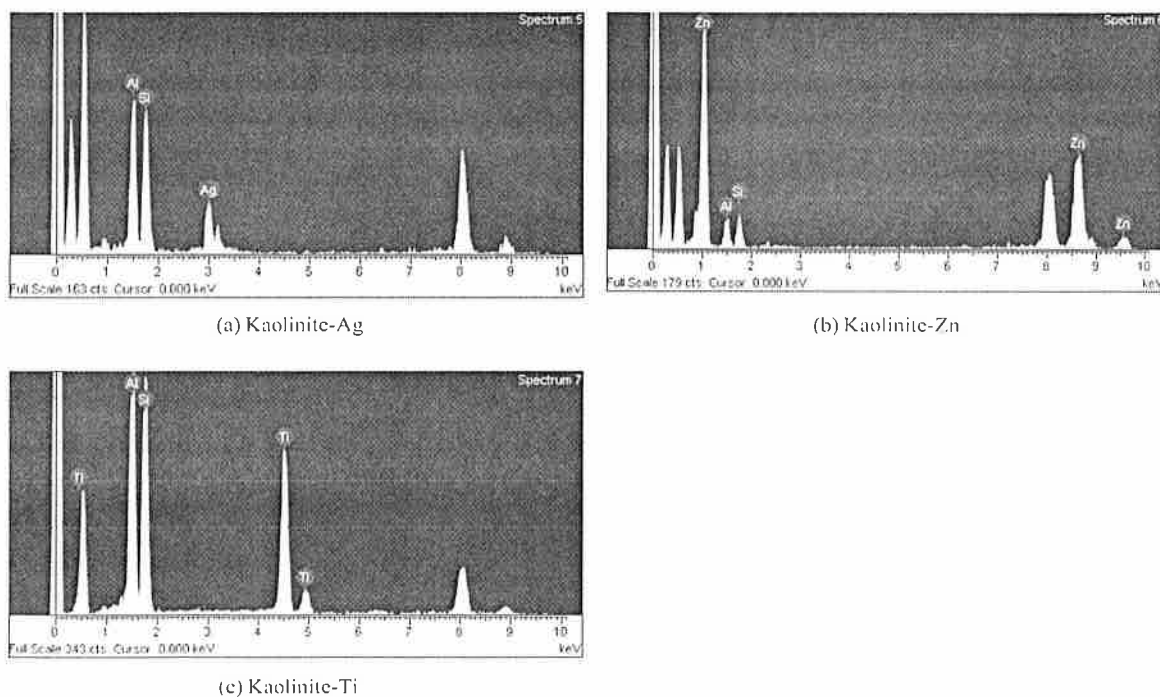 Spectrum 5
Al
Si
Ag
0 1 2 3 4 5 6 7 8 9 10
Full Scale 163 cts Cursor 0.000 keV keV
(a) Kaolinite-Ag
Zn
Zn
Al
Si
Zn
0 1 2 3 4 5 6 7 8 9 10
Full Scale 179 cts Cursor 0.000 keV keV
(b) Kaolinite-Zn
Spectrum 7
Al
Si
Ti
Ti
Ti
0 1 2 3 4 5 6 7 8 9 10
Full Scale 343 cts Cursor 0.000 keV keV
(c) Kaolinite-Ti